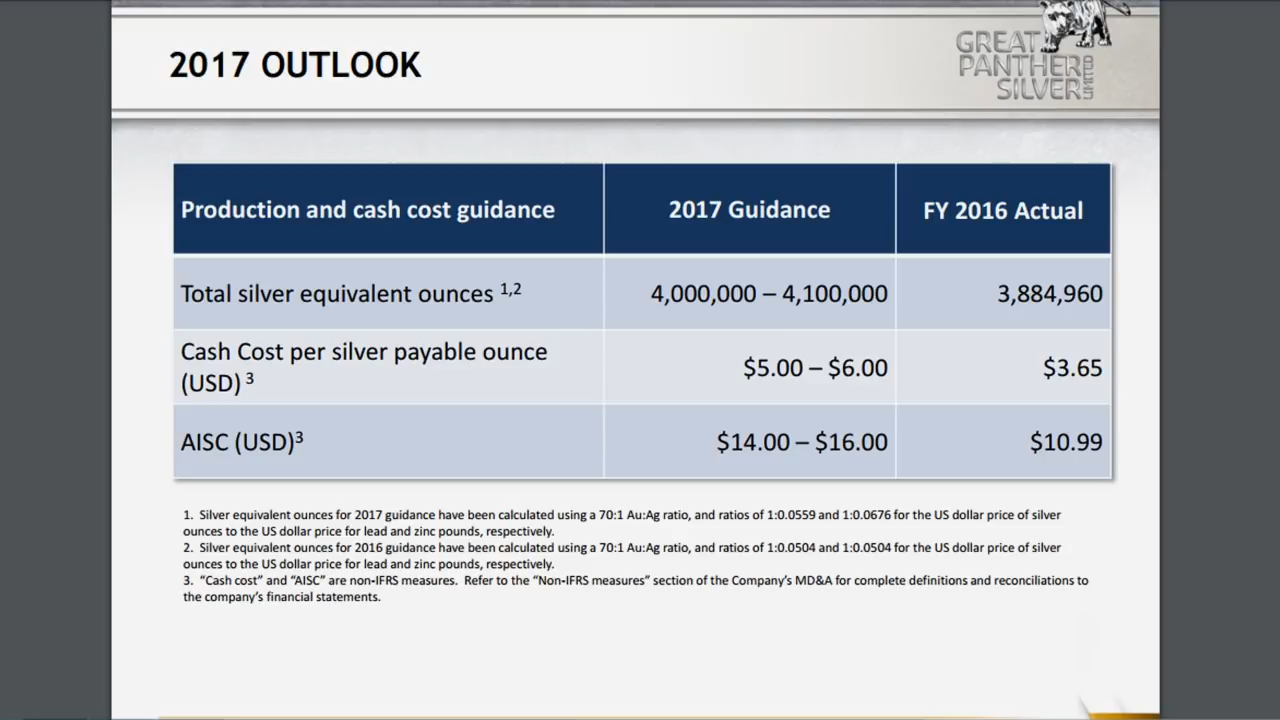 2017 OUTLOOK
GREAT
PANTHER
SILVER
LIMITED
Production and cash cost guidance
2017 Guidance
FY 2016 Actual
Total silver equivalent ounces 1,2
4,000,000 – 4,100,000
3,884,960
Cash Cost per silver payable ounce
(USD) 3
$5.00 – $6.00
$3.65
AISC (USD)3
$14.00 – $16.00
$10.99
1. Silver equivalent ounces for 2017 guidance have been calculated using a 70:1 Au:Ag ratio, and ratios of 1:0.0559 and 1:0.0676 for the US dollar price of silver
ounces to the US dollar price for lead and zinc pounds, respectively.
2. Silver equivalent ounces for 2016 guidance have been calculated using a 70:1 Au:Ag ratio, and ratios of 1:0.0504 and 1:0.0504 for the US dollar price of silver
ounces to the US dollar price for lead and zinc pounds, respectively.
3. “Cash cost” and “AISC” are non-IFRS measures. Refer to the “Non-IFRS measures” section of the Company’s MD&A for complete definitions and reconciliations to
the company’s financial statements.